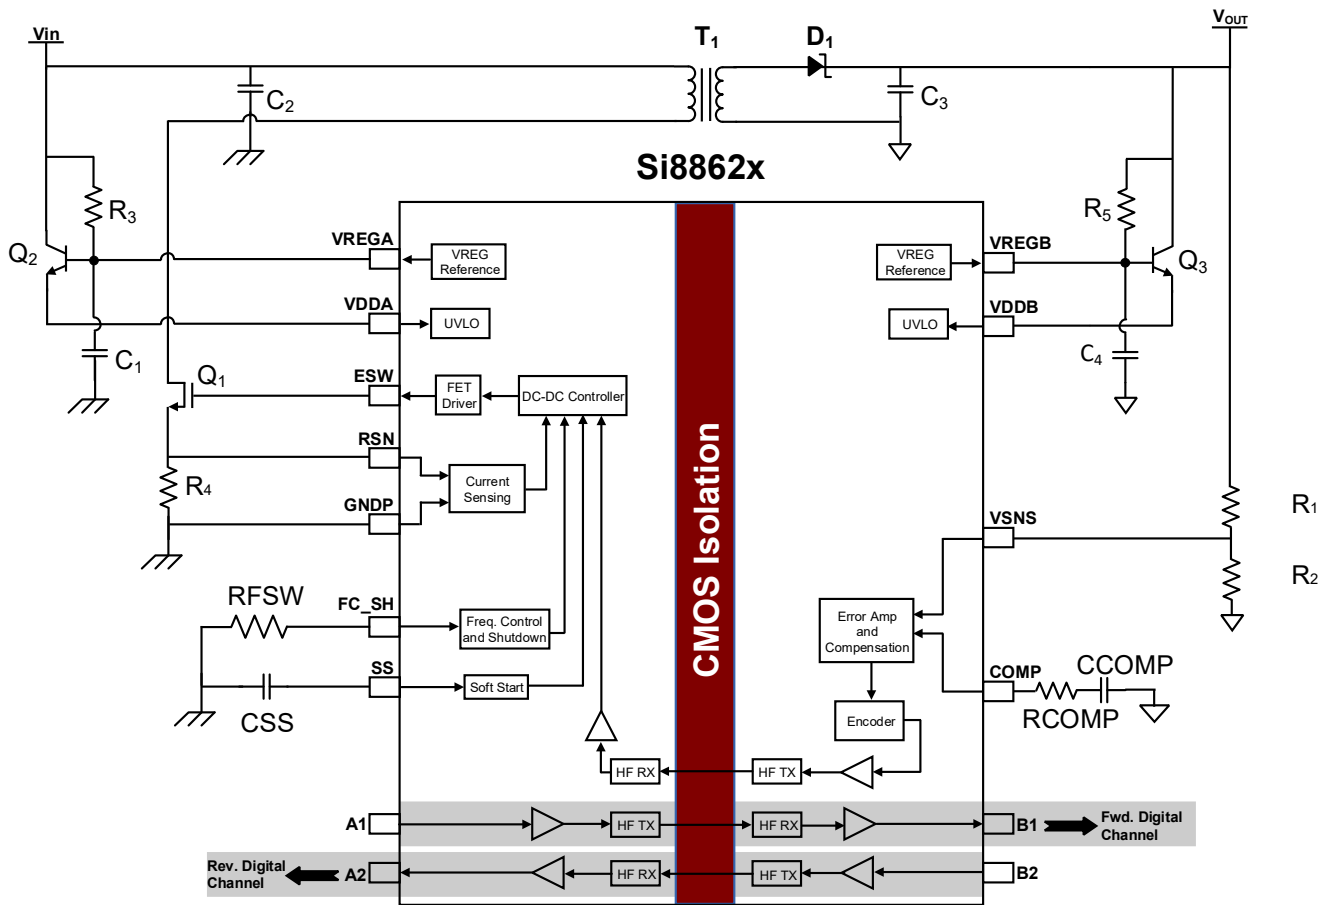 Vin
T1
D1
VOUT
C2
C3
Si8862x
R3
R5
Q2
Q3
VREGA
VREG
Reference
VREG
Reference
VREGB
VDDA
UVLO
UVLO
VDDB
C1
C4
Q1
ESW
FET
Driver
DC-DC Controller
RSN
R4
Current
Sensing
GNDP
CMOS Isolation
VSNS
R1
R2
RFSW
FC_SH
Freq. Control
and Shutdown
Error Amp
and
Compensation
SS
Soft Start
CSS
COMP
CCOMP
RCOMP
Encoder
HF RX
HF TX
A1
HF TX
HF RX
B1
Fwd. Digital
Channel
Rev. Digital
Channel
A2
HF RX
HF TX
B2